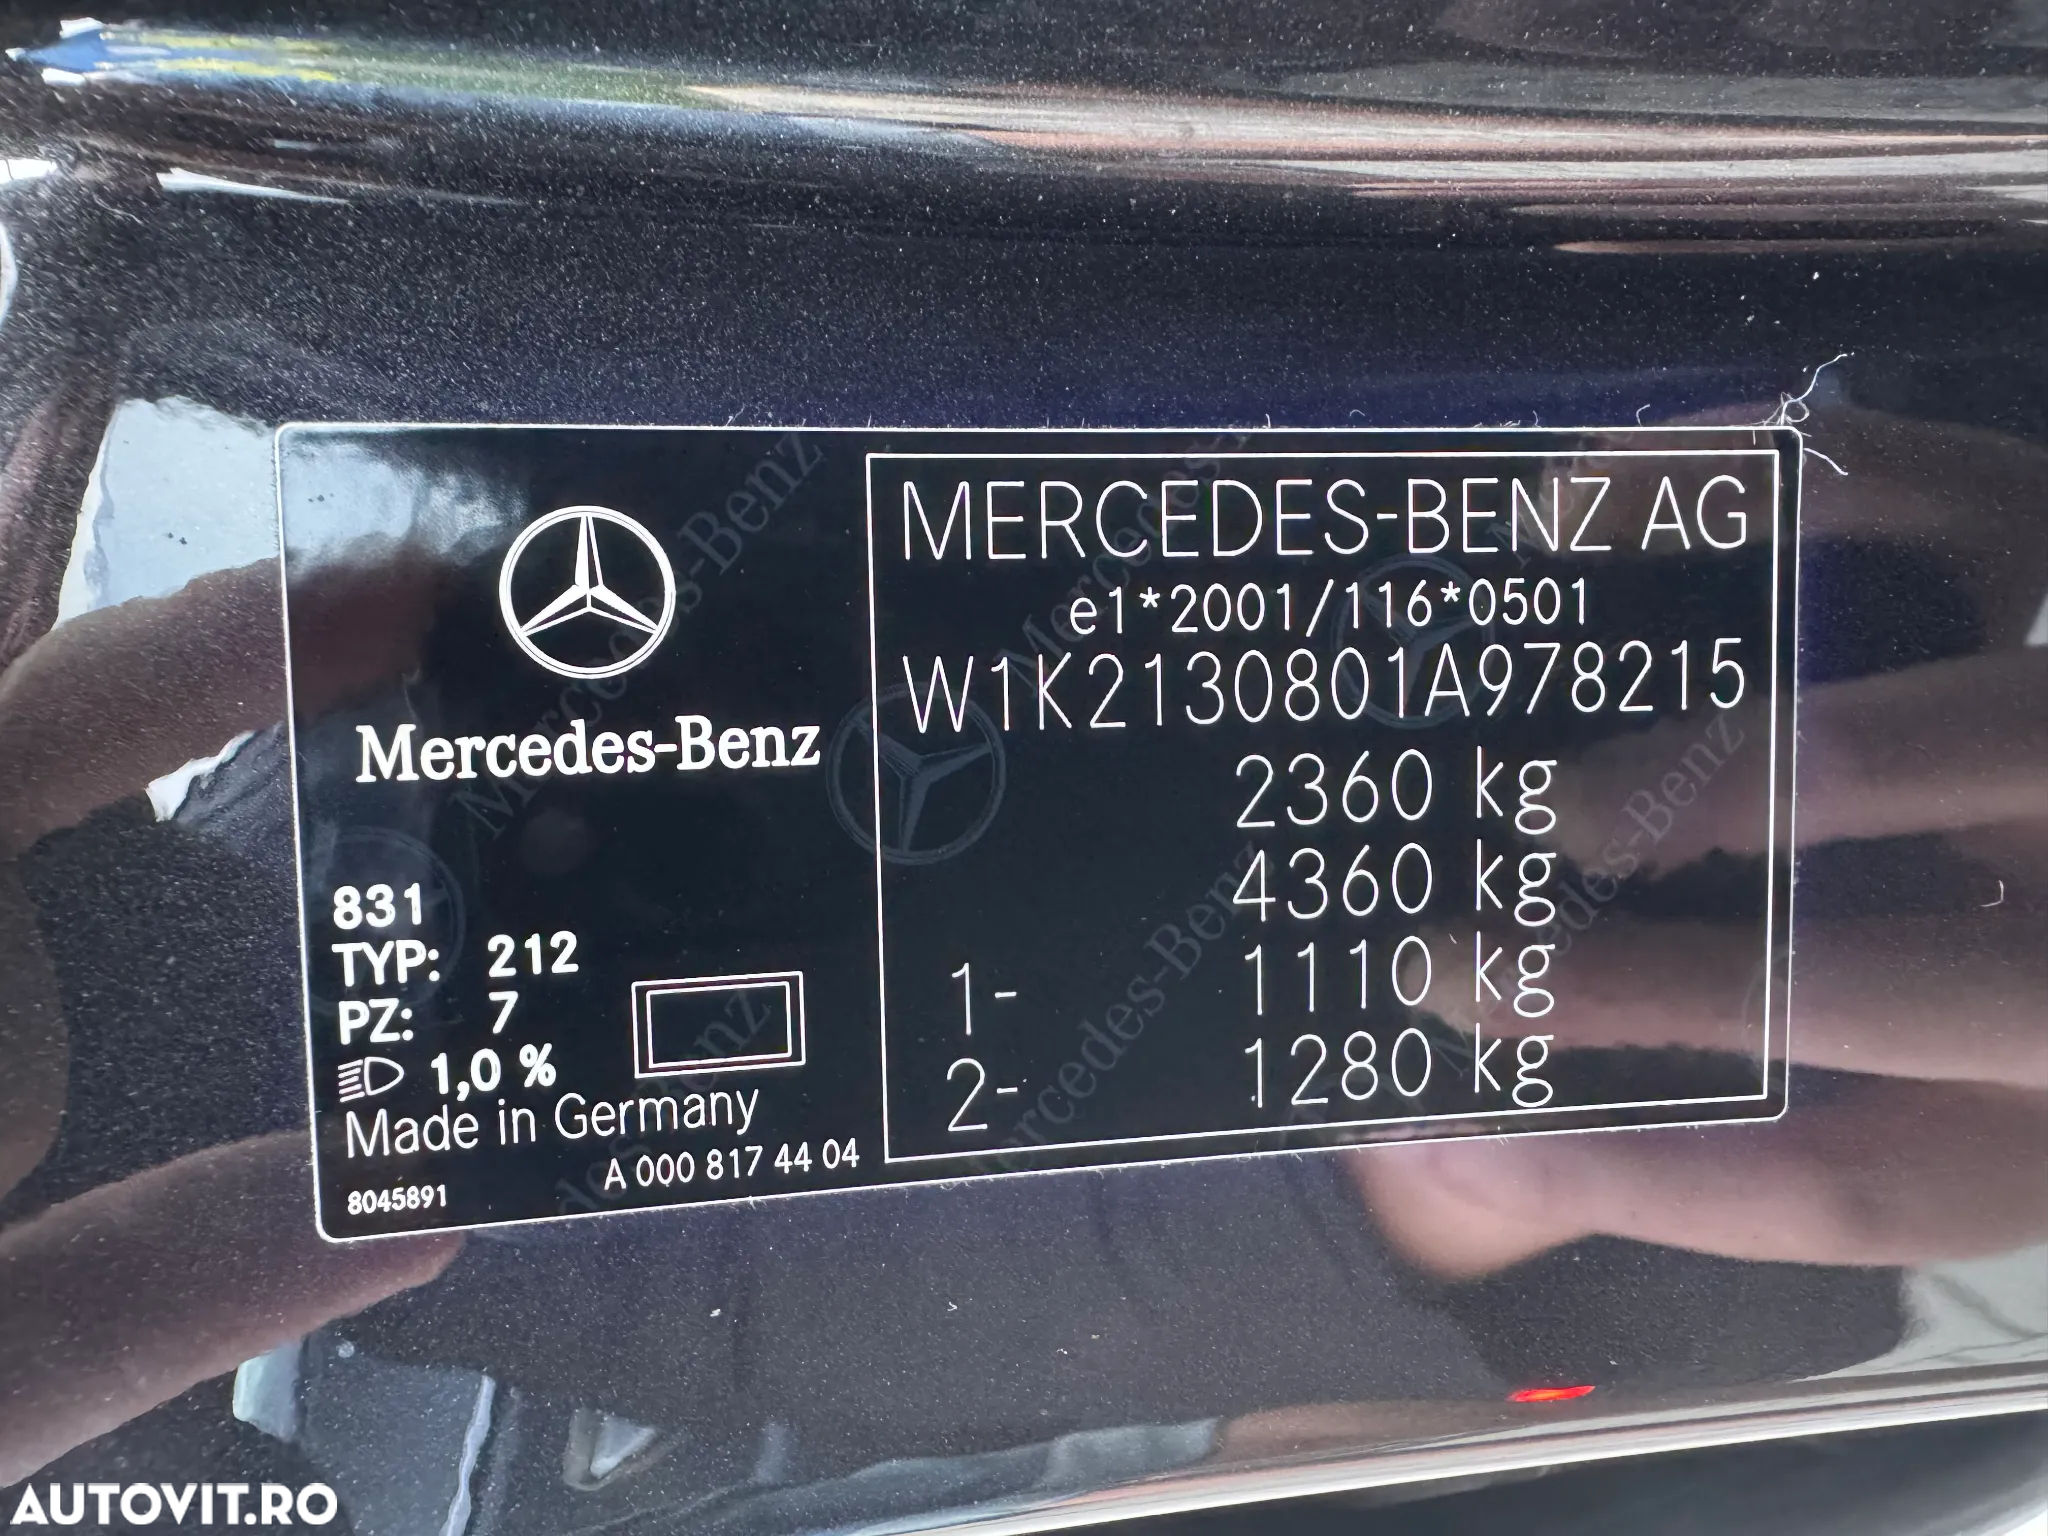 Mercedes-Benz
831
TYP: 212
PZ: 7
1,0 %
Made in Germany
A 000 817 44 04
8045891
MERCEDES-BENZ AG
e1*2001/116*0501
W1K2130801A978215
2360 kg
4360 kg
1- 1110 kg
2- 1280 kg
AUTOVIT.RO